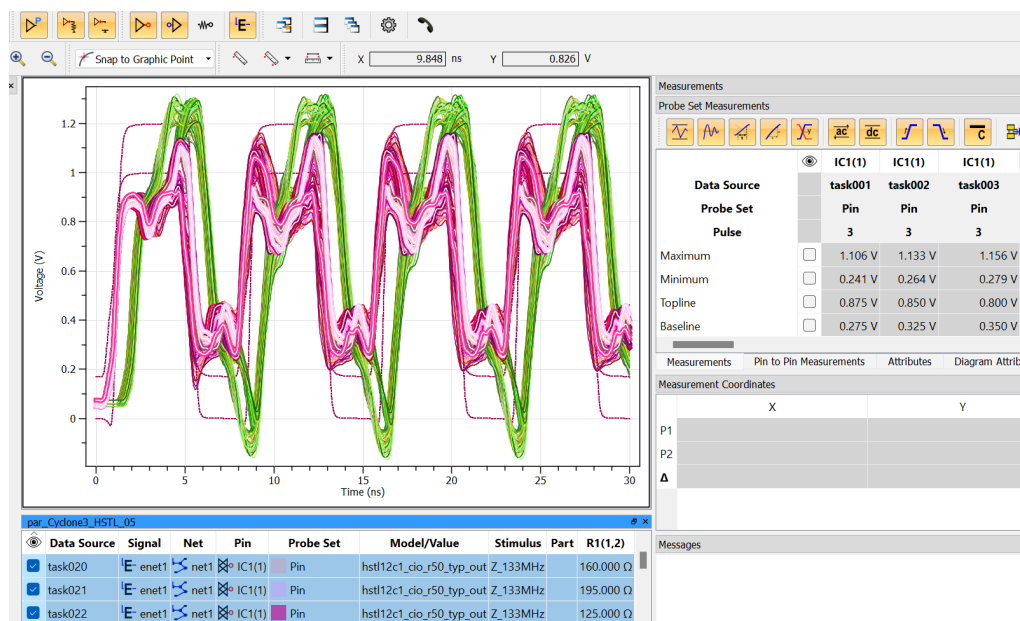 Snap to Graphic Point X 9.848 ns Y 0.826 V
Measurements
Probe Set Measurements
ac dc C
IC1(1) IC1(1) IC1(1)
Data Source task001 task002 task003
Probe Set Pin Pin Pin
Pulse 3 3 3
Maximum 1.106 V 1.133 V 1.156 V
Minimum 0.241 V 0.264 V 0.279 V
Topline 0.875 V 0.850 V 0.800 V
Baseline 0.275 V 0.325 V 0.350 V
Measurements Pin to Pin Measurements Attributes Diagram Attrib
Measurement Coordinates
X Y
P1
P2
Δ
Messages
Voltage (V)
1.2
1
0.8
0.6
0.4
0.2
0
0 5 10 15 20 25 30
Time (ns)
par_Cyclone3_HSTL_05
Data Source Signal Net Pin Probe Set Model/Value Stimulus Part R1(1,2)
task020 E- enet1 net1 IC1(1) Pin hstl12c1_cio_r50_typ_out Z_133MHz 160.000 Ω
task021 E- enet1 net1 IC1(1) Pin hstl12c1_cio_r50_typ_out Z_133MHz 195.000 Ω
task022 E- enet1 net1 IC1(1) Pin hstl12c1_cio_r50_typ_out Z_133MHz 125.000 Ω